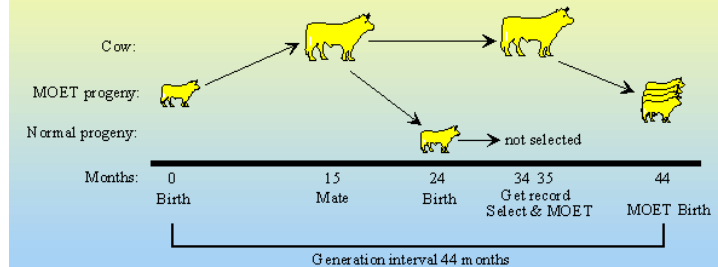 Cow:
MOET progeny:
Normal progeny:
not selected
Months: 0 15 24 34 35 44
Birth Mate Birth Get record MOET Birth
Select & MOET
Generation interval 44 months